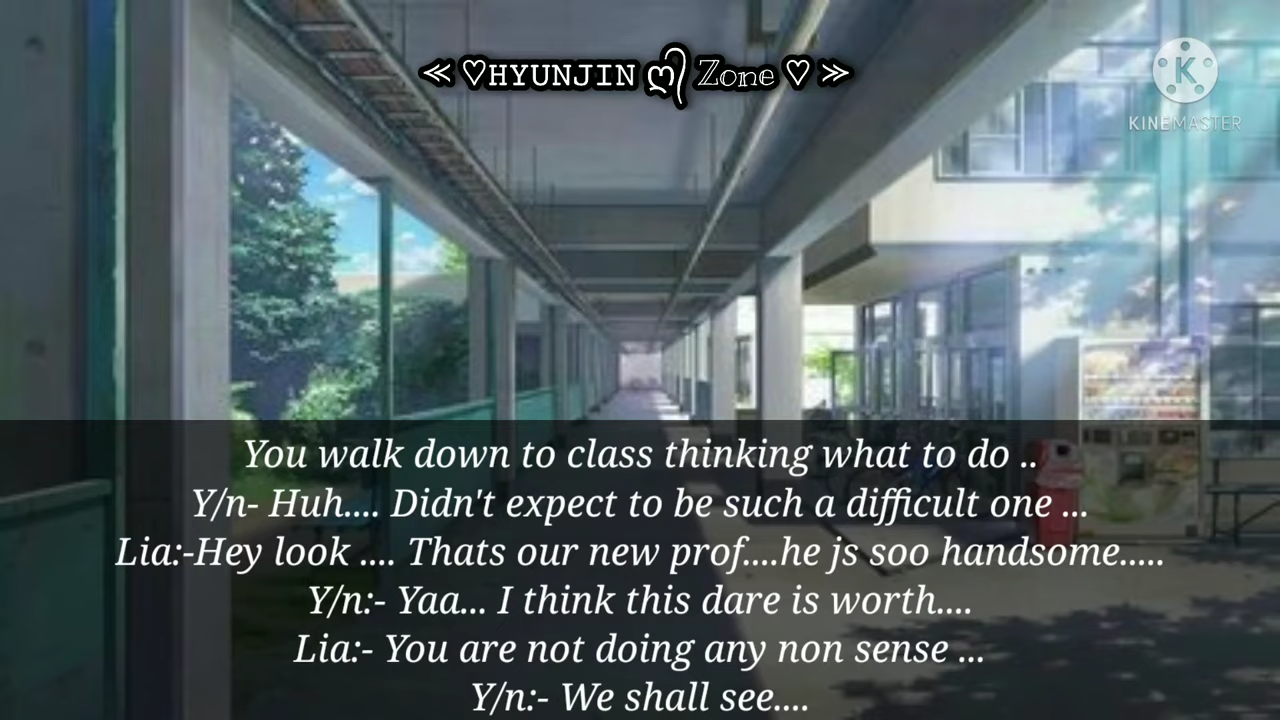 ≪ ♡HYUNJIN ღ Zone ♡ ≫
K
KINEMASTER
You walk down to class thinking what to do ..
Y/n- Huh.... Didn't expect to be such a difficult one ...
Lia:-Hey look .... Thats our new prof....he js soo handsome.....
Y/n:- Yaa... I think this dare is worth....
Lia:- You are not doing any non sense ...
Y/n:- We shall see....